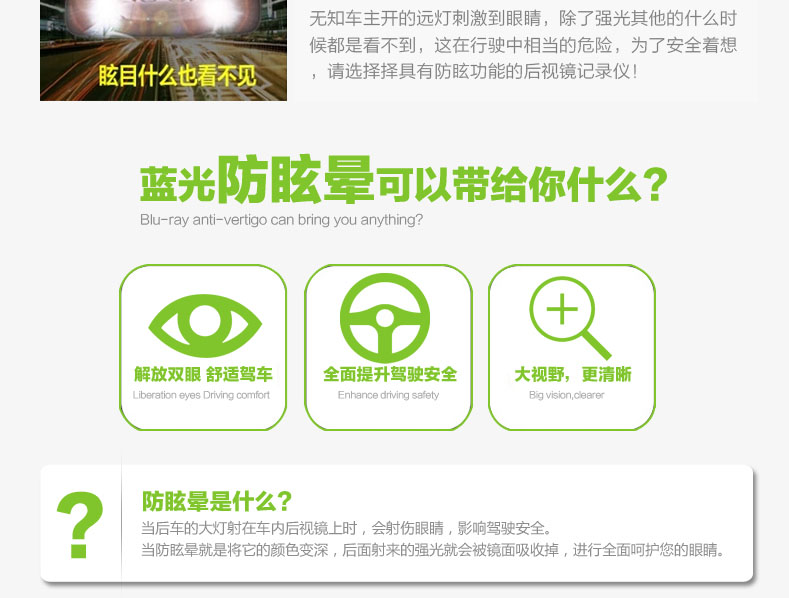 无知车主开的远灯刺激到眼睛，除了强光其他的什么时
候都是看不到，这在行驶中相当的危险，为了安全着想
，请选择择具有防眩功能的后视镜记录仪！
眩目什么也看不见
蓝光防眩晕可以带给你什么？
Blu-ray anti-vertigo can bring you anything?
解放双眼 舒适驾车
Liberation eyes Driving comfort
全面提升驾驶安全
Enhance driving safety
大视野，更清晰
Big vision,clearer
?
防眩晕是什么？
当后车的大灯射在车内后视镜上时，会射伤眼睛，影响驾驶安全。
当防眩晕就是将它的颜色变深，后面射来的强光就会被镜面吸收掉，进行全面呵护您的眼睛。